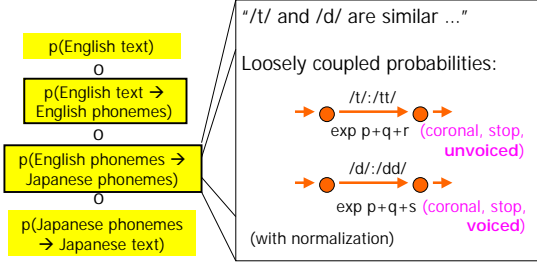 p(English text)
o
p(English text →
English phonemes)
o
p(English phonemes →
Japanese phonemes)
o
p(Japanese phonemes
→ Japanese text)
"/t/ and /d/ are similar …"
Loosely coupled probabilities:
/t/:/tt/
exp p+q+r (coronal, stop,
unvoiced)
/d/:/dd/
exp p+q+s (coronal, stop,
voiced)
(with normalization)